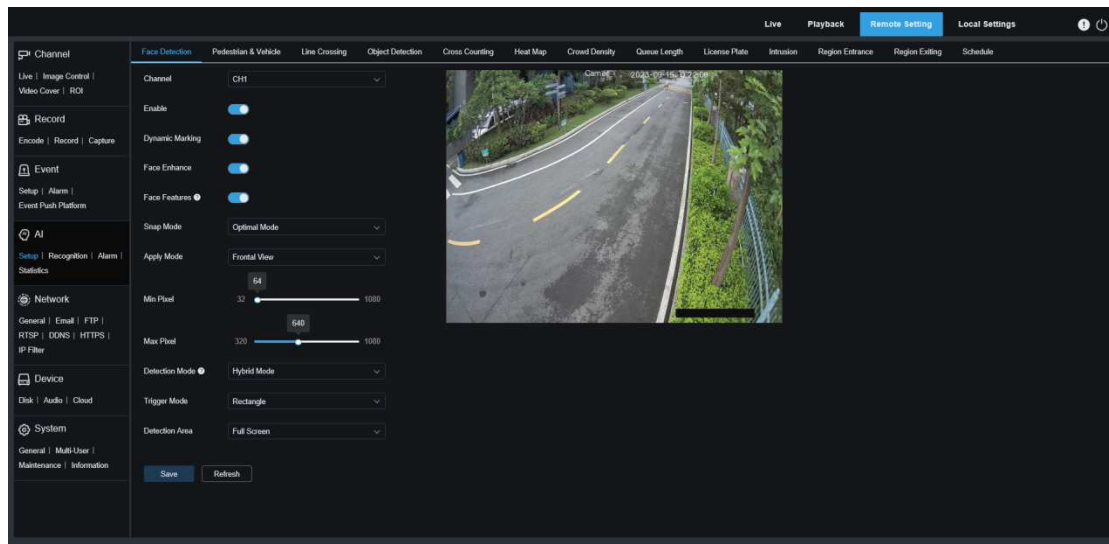 Live Playback Remote Setting Local Settings
Channel
Live | Image Control |
Video Cover | ROI
Record
Encode | Record | Capture
Event
Setup | Alarm |
Event Push Platform
AI
Setup | Recognition | Alarm |
Statistics
Network
General | Email | FTP |
RTSP | DDNS | HTTPS |
IP Filter
Device
Disk | Audio | Cloud
System
General | Multi-User |
Maintenance | Information
Face Detection Pedestrian & Vehicle Line Crossing Object Detection Cross Counting Heat Map Crowd Density Queue Length License Plate Intrusion Region Entrance Region Exiting Schedule
Channel CH1
Enable
Dynamic Marking
Face Enhance
Face Features
Snap Mode Optimal Mode
Apply Mode Frontal View
64
Min Pixel 32 1080
640
Max Pixel 320 1080
Detection Mode Hybrid Mode
Trigger Mode Rectangle
Detection Area Full Screen
Save Refresh